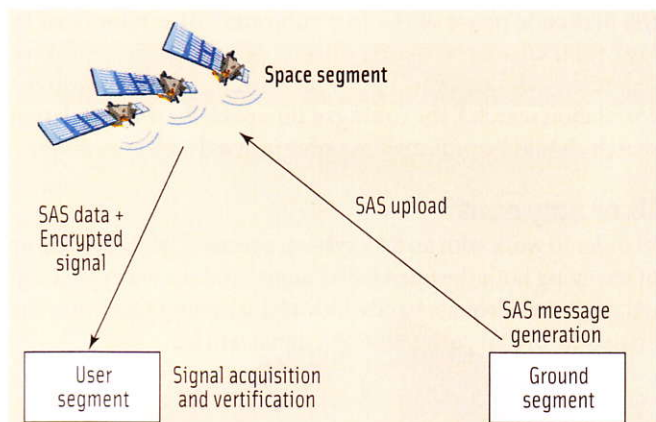 Space segment
SAS data +
Encrypted
signal
SAS upload
SAS message
generation
User
segment
Signal acquisition
and vertification
Ground
segment